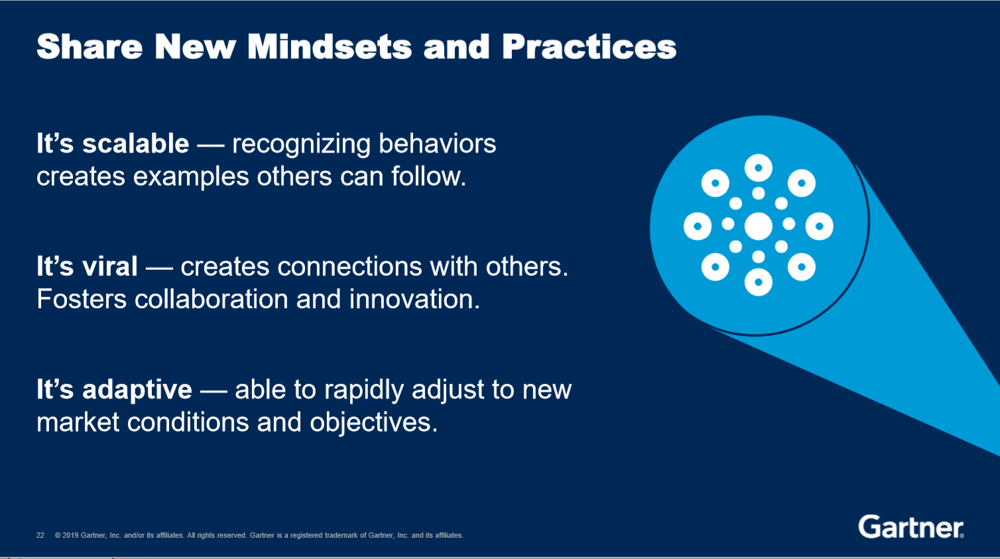 Share New Mindsets and Practices
It’s scalable — recognizing behaviors
creates examples others can follow.
It’s viral — creates connections with others.
Fosters collaboration and innovation.
It’s adaptive — able to rapidly adjust to new
market conditions and objectives.
22 © 2019 Gartner, Inc. and/or its affiliates. All rights reserved. Gartner is a registered trademark of Gartner, Inc. and its affiliates.
Gartner®